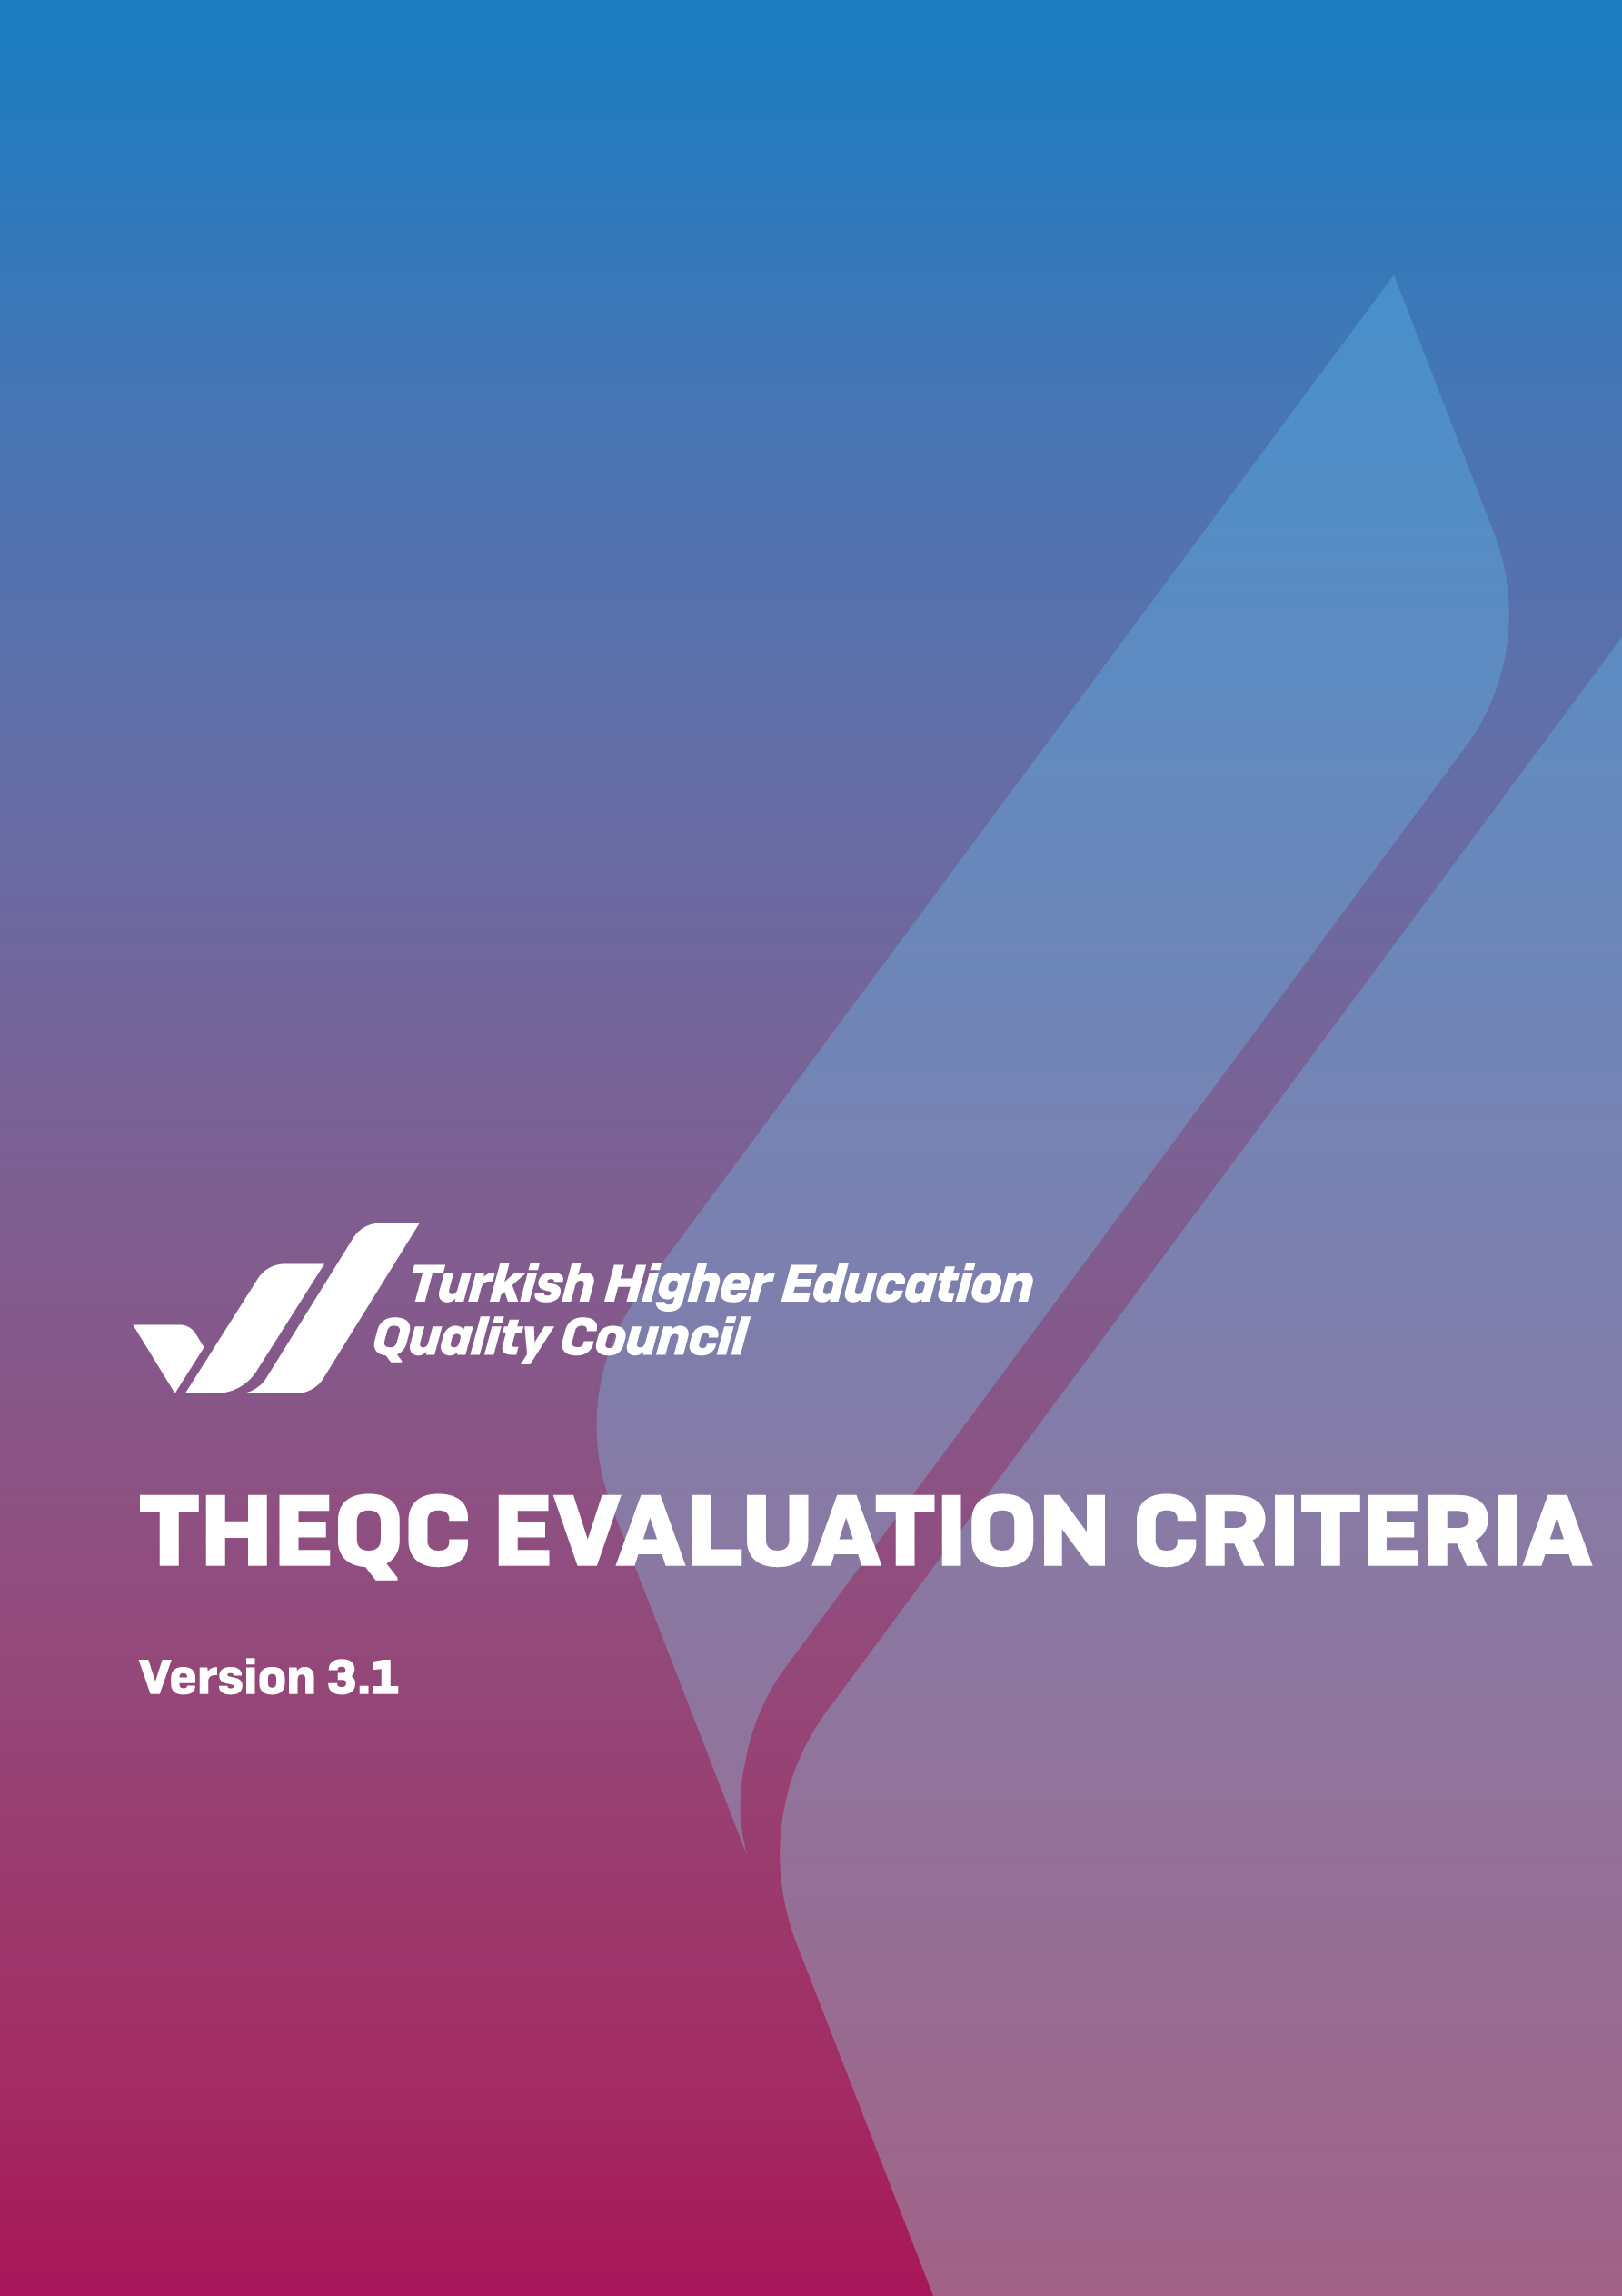 Turkish Higher Education
Quality Council
THEQC EVALUATION CRITERIA
Version 3.1